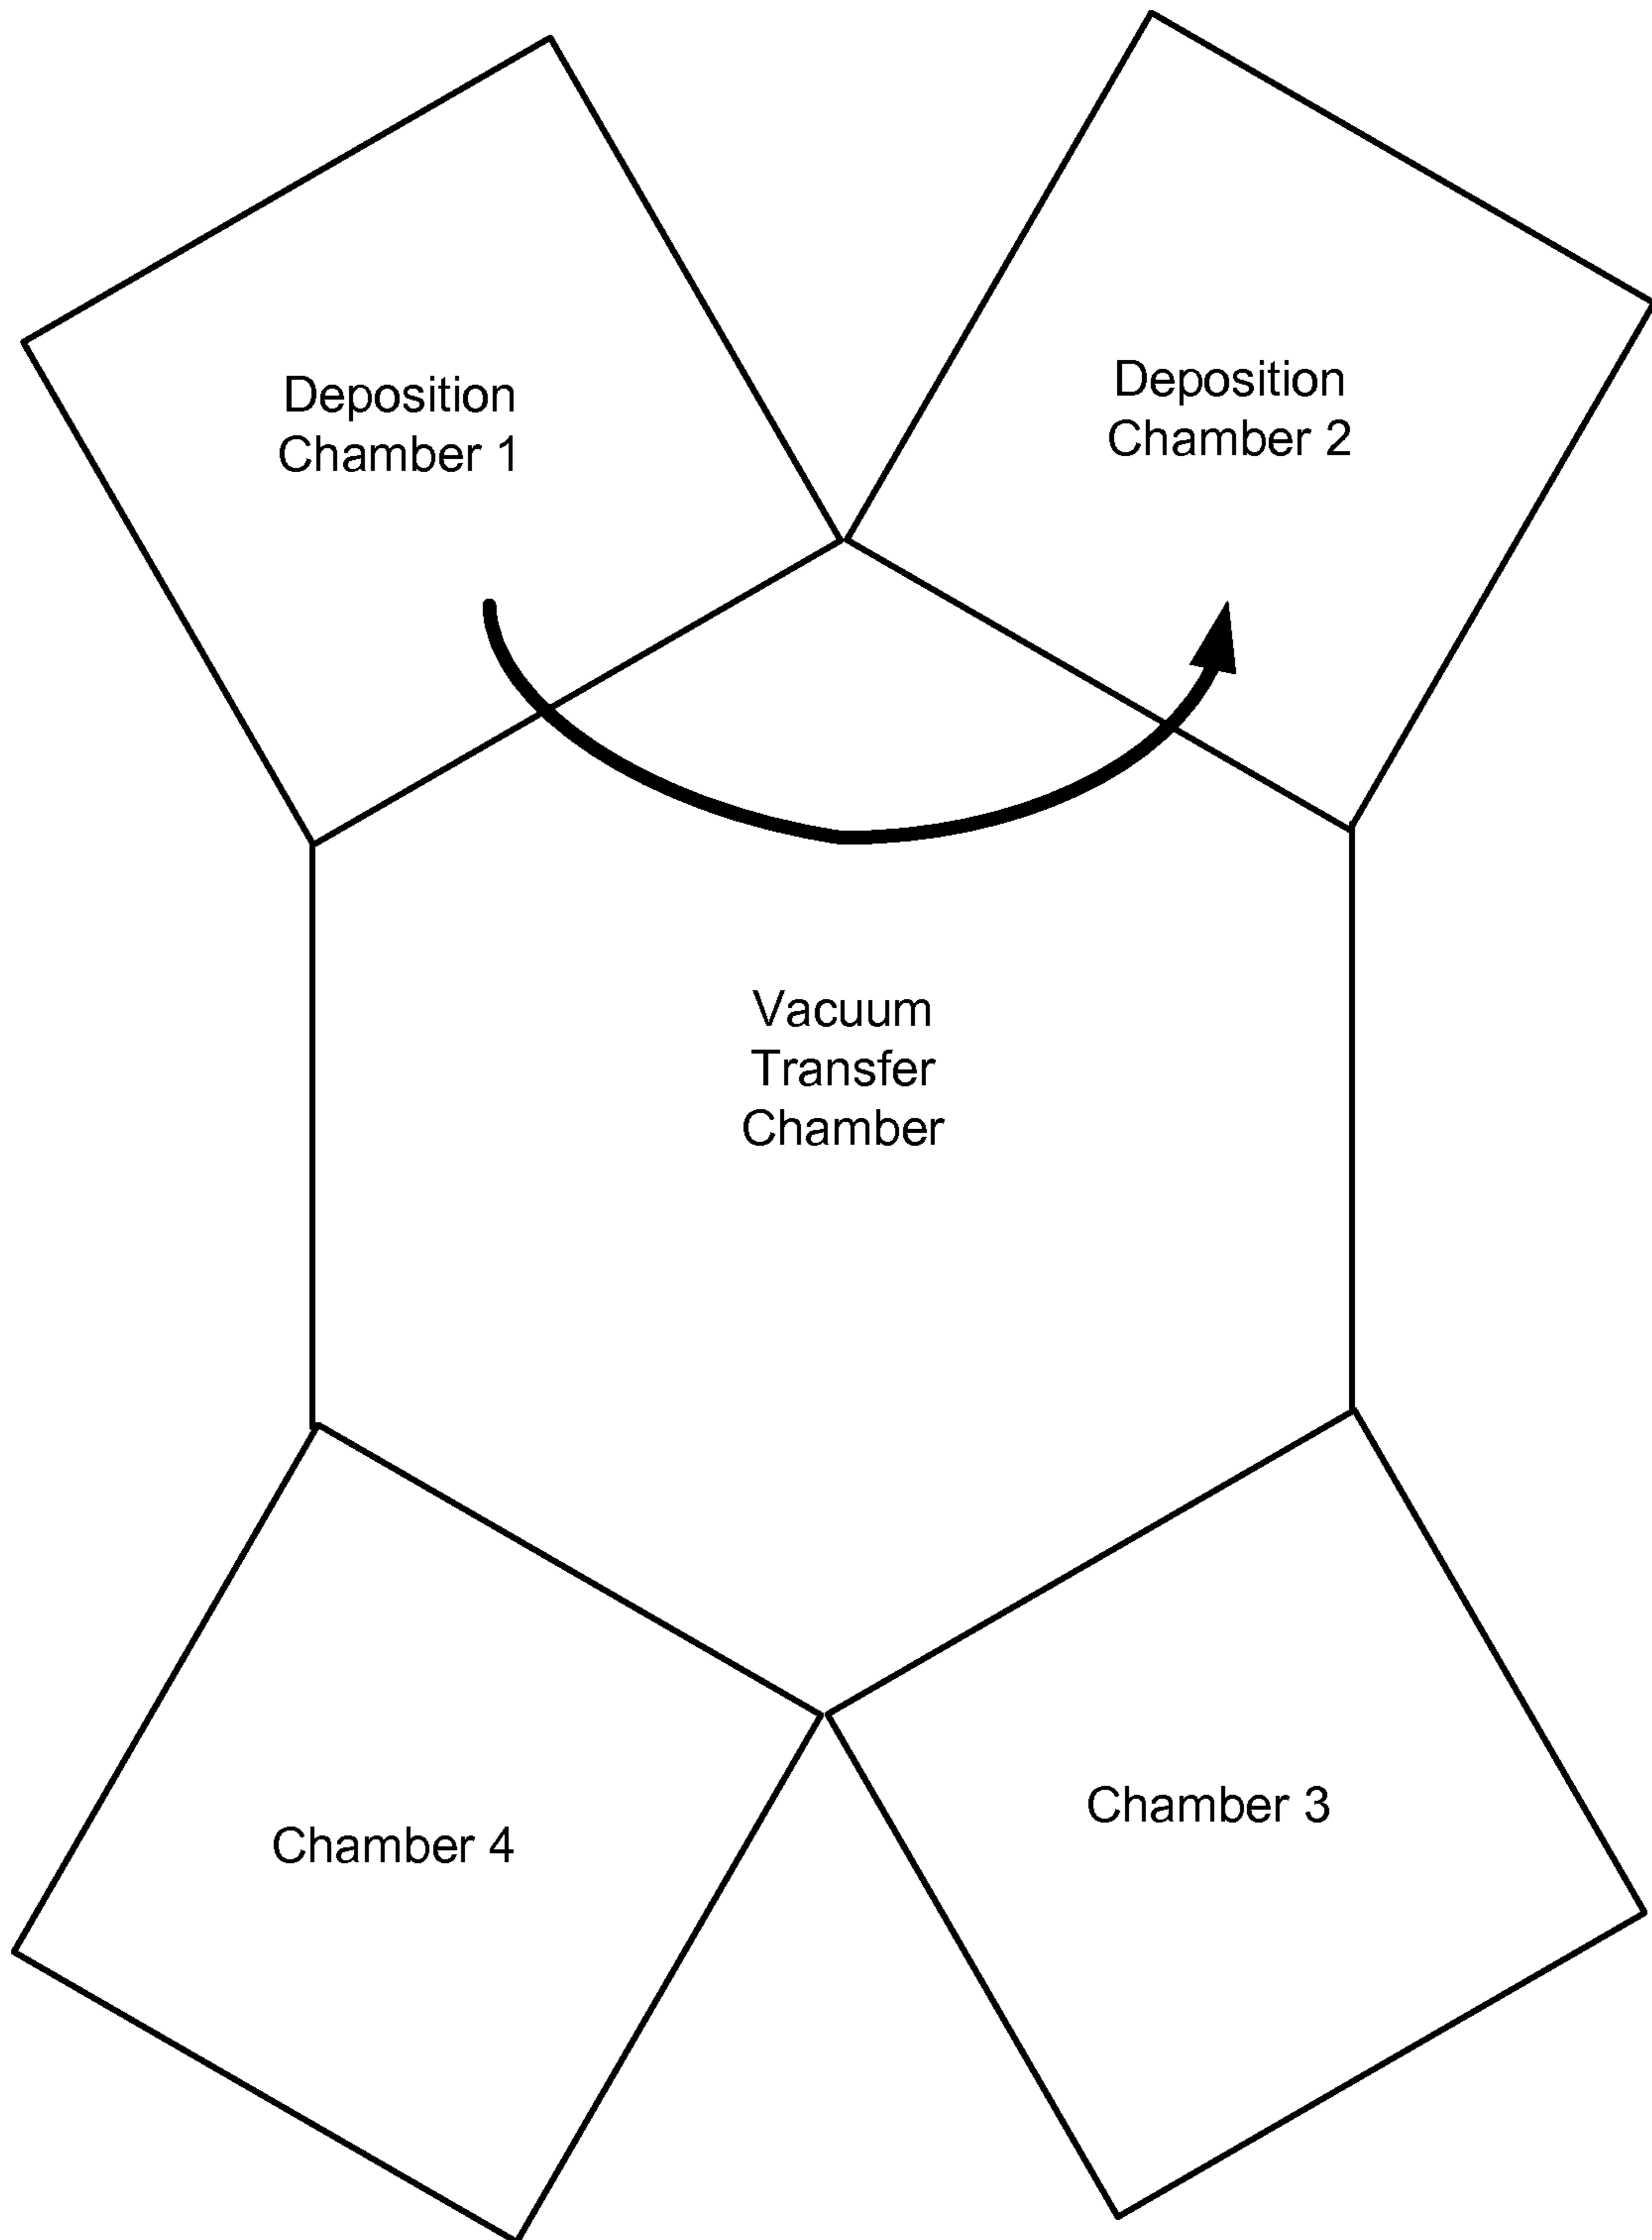 Deposition
Chamber 1
Deposition
Chamber 2
Vacuum
Transfer
Chamber
Chamber 3
Chamber 4